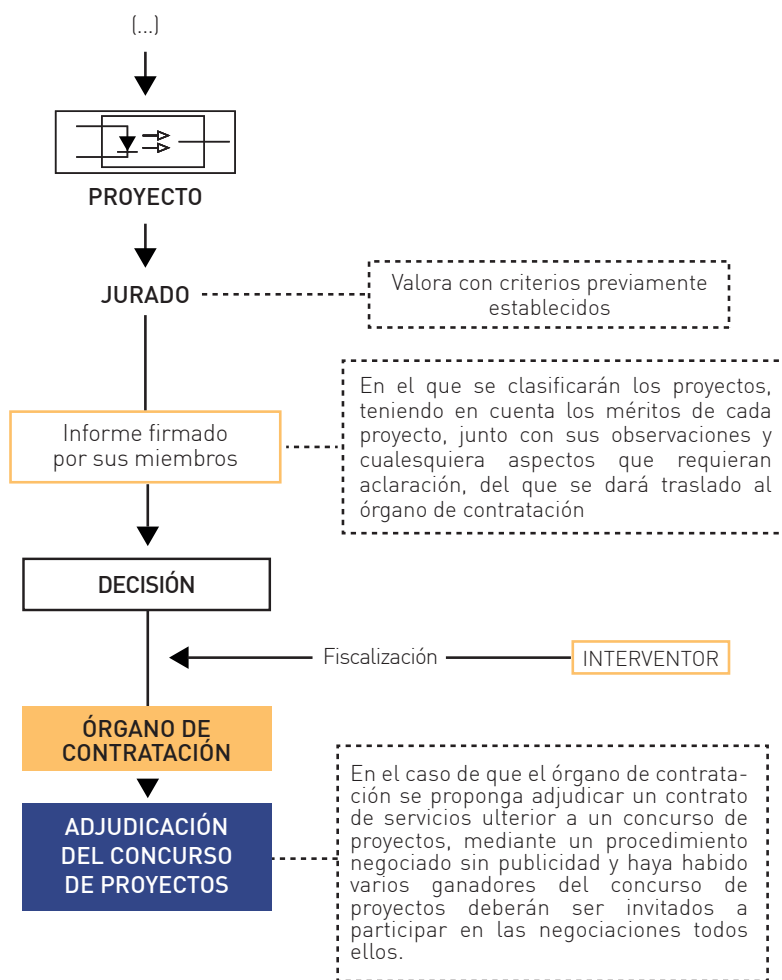 (...)
PROYECTO
JURADO
Valora con criterios previamente
establecidos
Informe firmado
por sus miembros
En el que se clasificarán los proyectos,
teniendo en cuenta los méritos de cada
proyecto, junto con sus observaciones y
cualesquiera aspectos que requieran
aclaración, del que se dará traslado al
órgano de contratación
DECISIÓN
Fiscalización
INTERVENTOR
ÓRGANO DE
CONTRATACIÓN
ADJUDICACIÓN
DEL CONCURSO
DE PROYECTOS
En el caso de que el órgano de contrata-
ción se proponga adjudicar un contrato
de servicios ulterior a un concurso de
proyectos, mediante un procedimiento
negociado sin publicidad y haya habido
varios ganadores del concurso de
proyectos deberán ser invitados a
participar en las negociaciones todos
ellos.